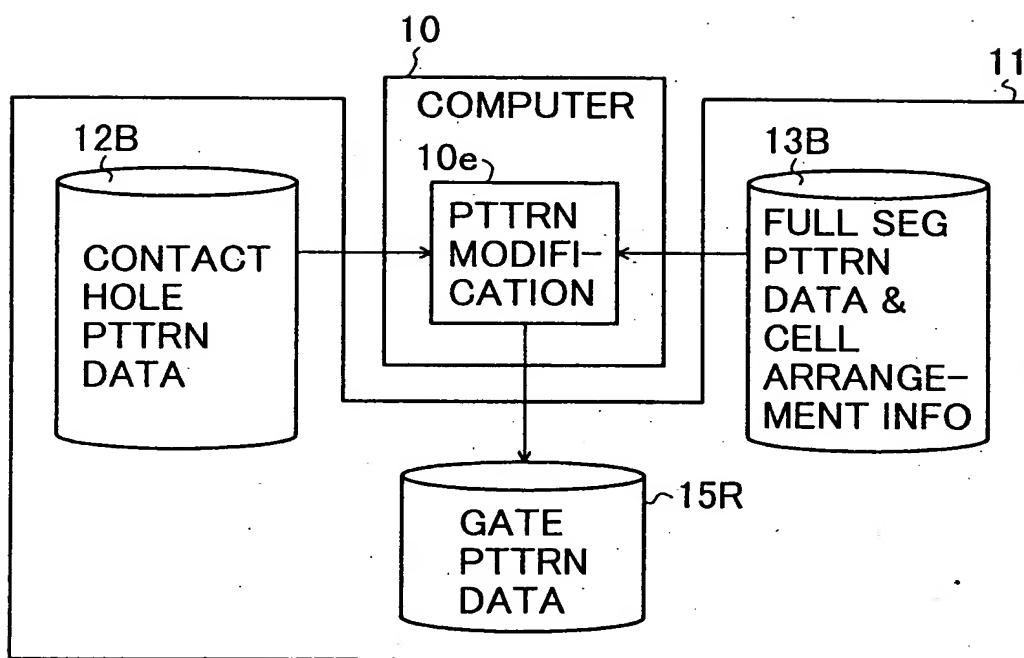 10
COMPUTER
11
12B
CONTACT
HOLE
PTTRN
DATA
10e
PTTRN
MODIFI-
CATION
13B
FULL SEG
PTTRN
DATA &
CELL
ARRANGE-
MENT INFO
GATE
PTTRN
DATA
15R